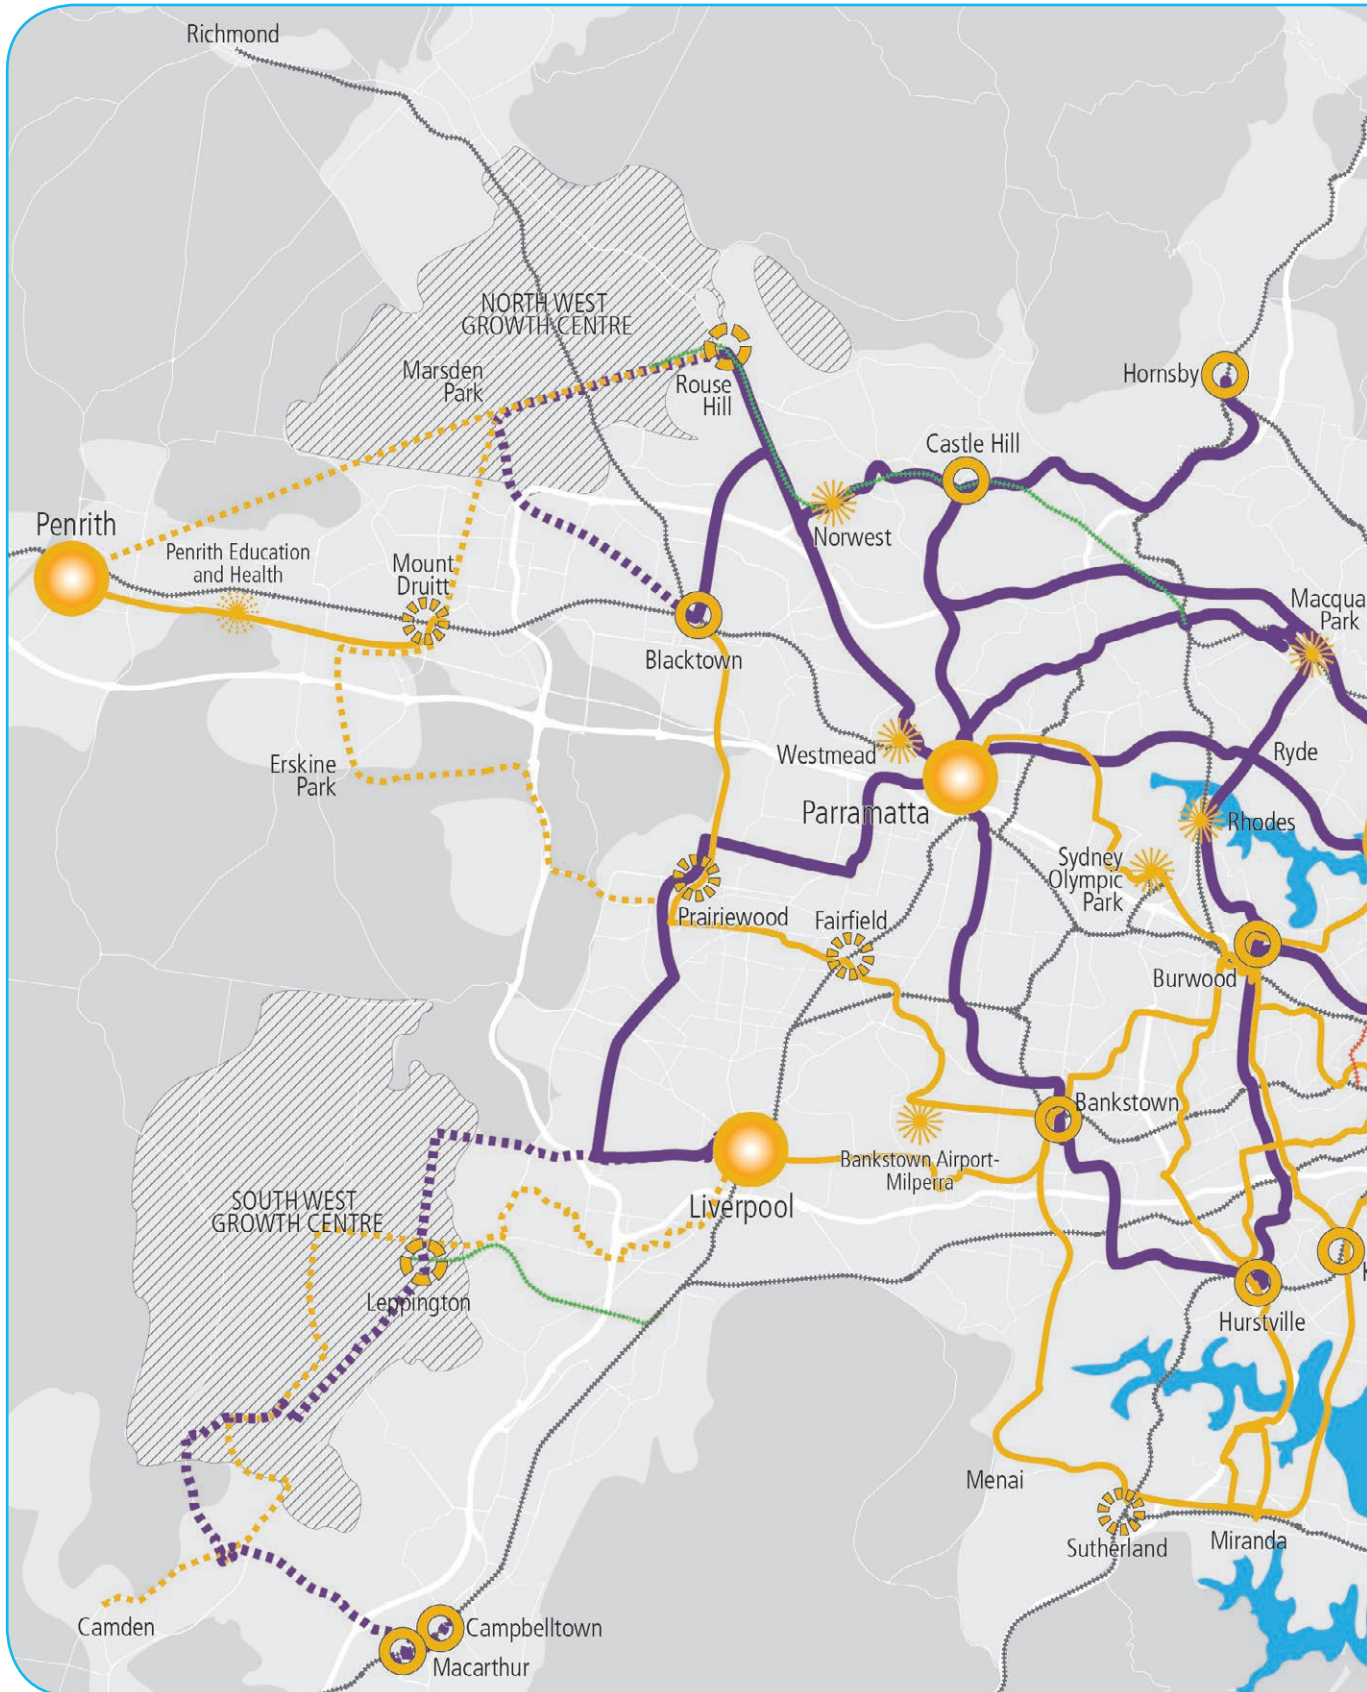 Richmond
NORTH WEST
GROWTH CENTRE
Marsden
Park
Rouse
Hill
Hornsby
Castle Hill
Norwest
Penrith
Penrith Education
and Health
Mount
Druitt
Blacktown
Macqua
Park
Westmead
Ryde
Erskine
Park
Parramatta
Rhodes
Sydney
Olympic
Park
Prairiewood
Fairfield
Burwood
Bankstown
Bankstown Airport-
Milperra
SOUTH WEST
GROWTH CENTRE
Liverpool
Leppington
K
Hurstville
Menai
Sutherland
Miranda
Camden
Campbelltown
Macarthur